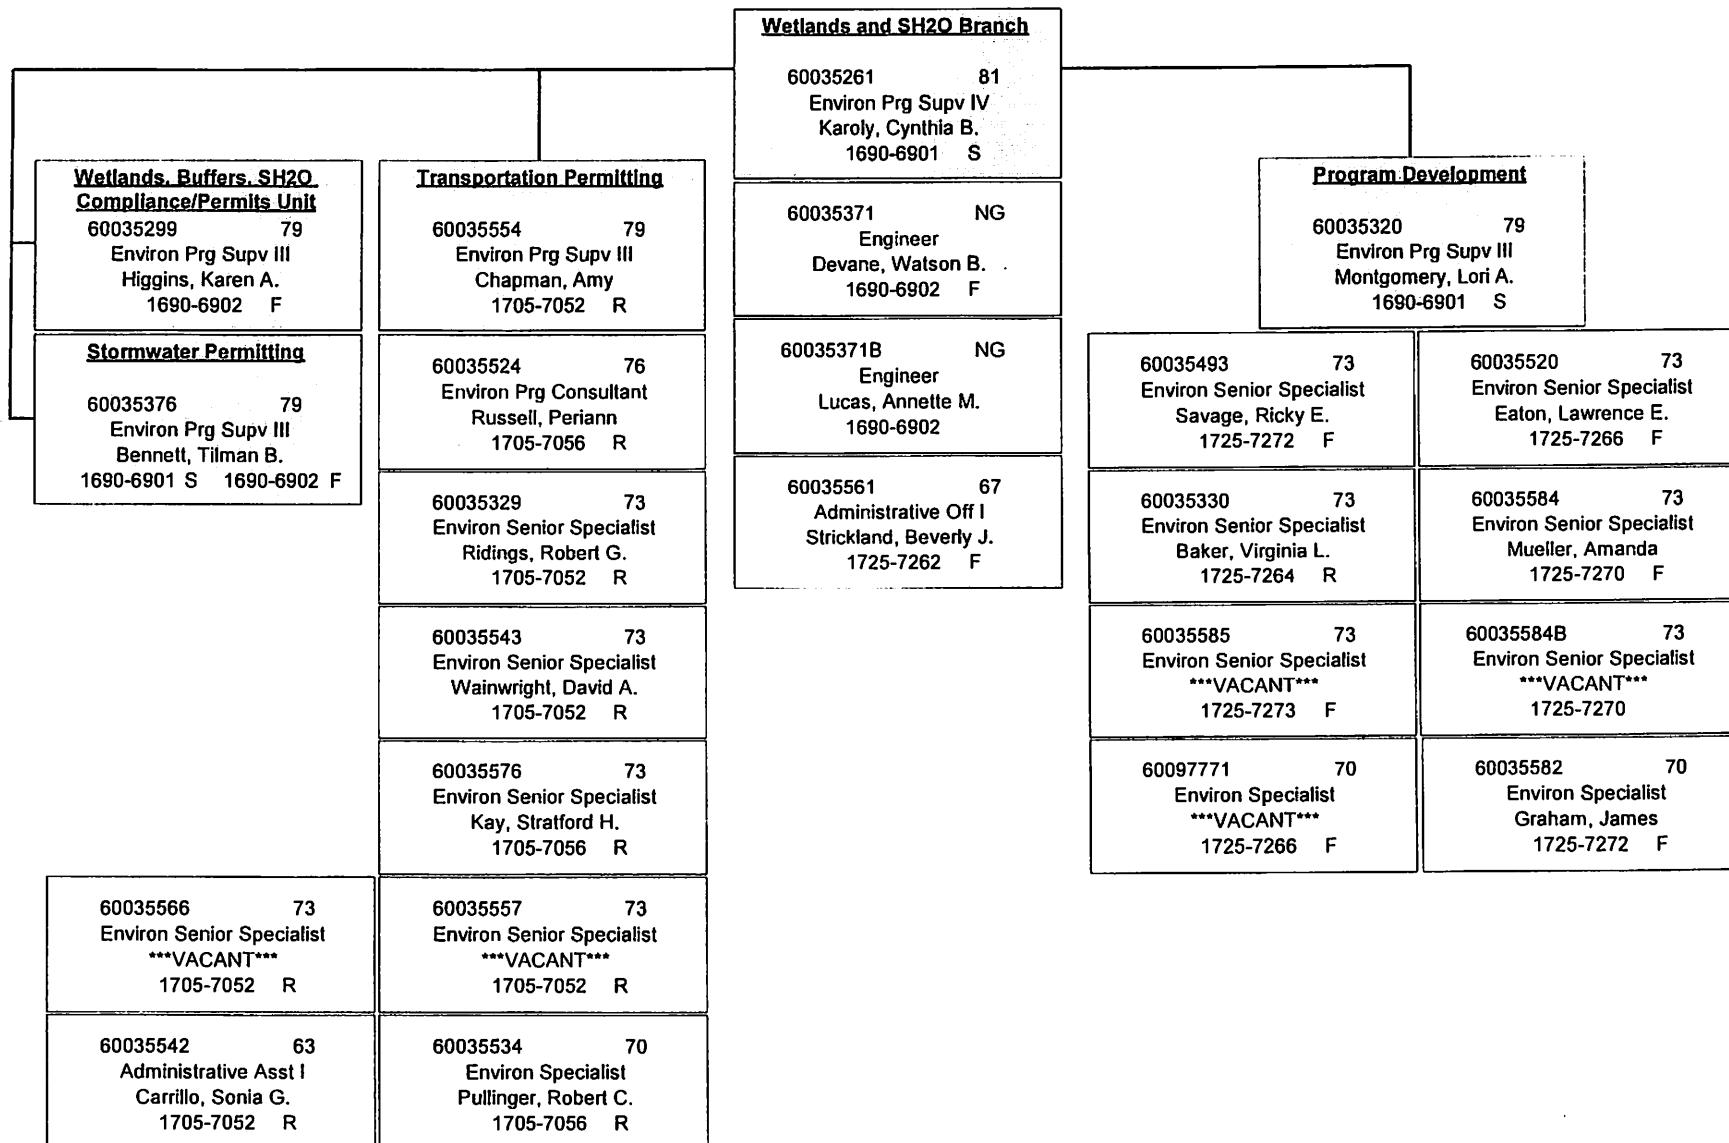 Wetlands and SH2O Branch
60035261 81
Environ Prg Supv IV
Karoly, Cynthia B.
1690-6901 S
Wetlands, Buffers, SH2O
Compliance/Permits Unit
60035299 79
Environ Prg Supv III
Higgins, Karen A.
1690-6902 F
Stormwater Permitting
60035376 79
Environ Prg Supv III
Bennett, Tilman B.
1690-6901 S 1690-6902 F
Transportation Permitting
60035554 79
Environ Prg Supv III
Chapman, Amy
1705-7052 R
60035524 76
Environ Prg Consultant
Russell, Periann
1705-7056 R
60035329 73
Environ Senior Specialist
Ridings, Robert G.
1705-7052 R
60035543 73
Environ Senior Specialist
Wainwright, David A.
1705-7052 R
60035576 73
Environ Senior Specialist
Kay, Stratford H.
1705-7056 R
60035566 73
Environ Senior Specialist
***VACANT***
1705-7052 R
60035557 73
Environ Senior Specialist
***VACANT***
1705-7052 R
60035542 63
Administrative Asst I
Carrillo, Sonia G.
1705-7052 R
60035534 70
Environ Specialist
Pullinger, Robert C.
1705-7056 R
60035371 NG
Engineer
Devane, Watson B.
1690-6902 F
60035371B NG
Engineer
Lucas, Annette M.
1690-6902
60035561 67
Administrative Off I
Strickland, Beverly J.
1725-7262 F
Program Development
60035320 79
Environ Prg Supv III
Montgomery, Lori A.
1690-6901 S
60035493 73
Environ Senior Specialist
Savage, Ricky E.
1725-7272 F
60035520 73
Environ Senior Specialist
Eaton, Lawrence E.
1725-7266 F
60035330 73
Environ Senior Specialist
Baker, Virginia L.
1725-7264 R
60035584 73
Environ Senior Specialist
Mueller, Amanda
1725-7270 F
60035585 73
Environ Senior Specialist
***VACANT***
1725-7273 F
60035584B 73
Environ Senior Specialist
***VACANT***
1725-7270
60097771 70
Environ Specialist
***VACANT***
1725-7266 F
60035582 70
Environ Specialist
Graham, James
1725-7272 F